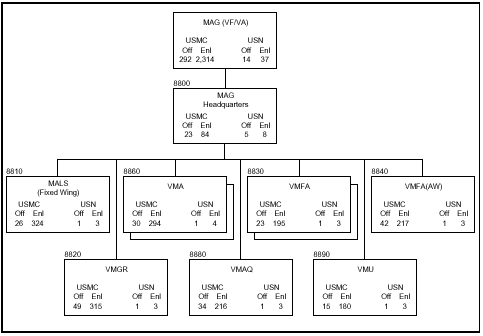 MAG (VF/VA)
USMC USN
Off Enl Off Enl
292 2,314 14 37
8800
MAG
Headquarters
USMC USN
Off Enl Off Enl
23 84 5 8
8810
MALS
(Fixed Wing)
USMC USN
Off Enl Off Enl
26 324 1 3
8860
VMA
USMC USN
Off Enl Off Enl
30 294 1 4
8830
VMFA
USMC USN
Off Enl Off Enl
23 195 1 3
8840
VMFA(AW)
USMC USN
Off Enl Off Enl
42 217 1 3
8820
VMGR
USMC USN
Off Enl Off Enl
49 315 1 3
8880
VMAQ
USMC USN
Off Enl Off Enl
34 216 1 3
8890
VMU
USMC USN
Off Enl Off Enl
15 180 1 3